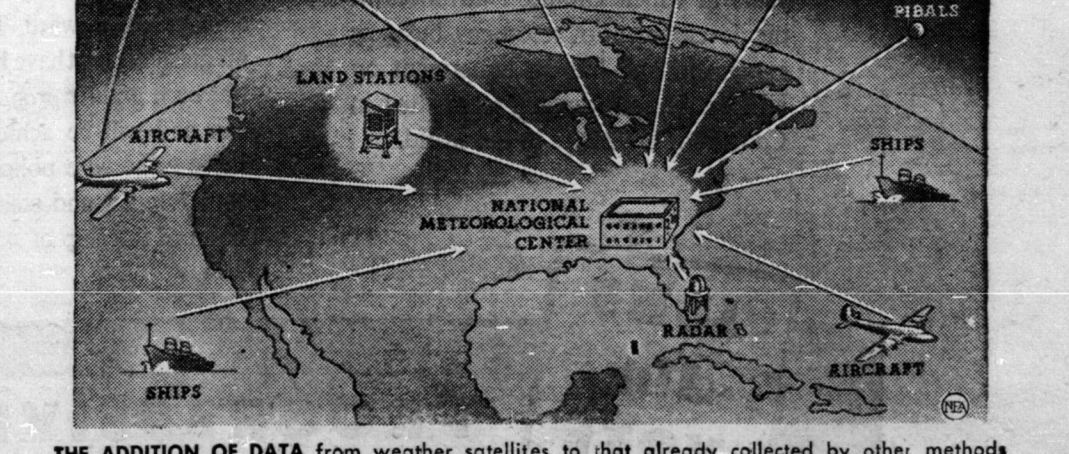 PIBALS
LAND STATIONS
AIRCRAFT
SHIPS
NATIONAL
METEOROLOGICAL
CENTER
RADAR
SHIPS
AIRCRAFT
NEA
THE ADDITION OF DATA from weather satellites to that already collected by other methods